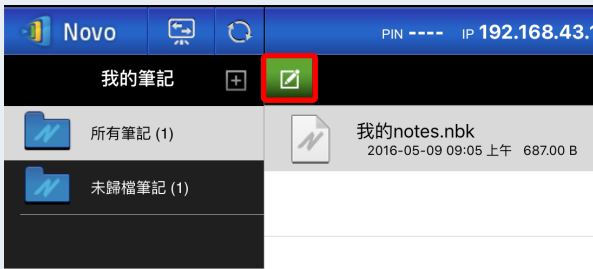 Novo PIN ---- IP 192.168.43.1
我的筆記
所有筆記 (1)
未歸檔筆記 (1)
我的notes.nbk
2016-05-09 09:05 上午 687.00 B